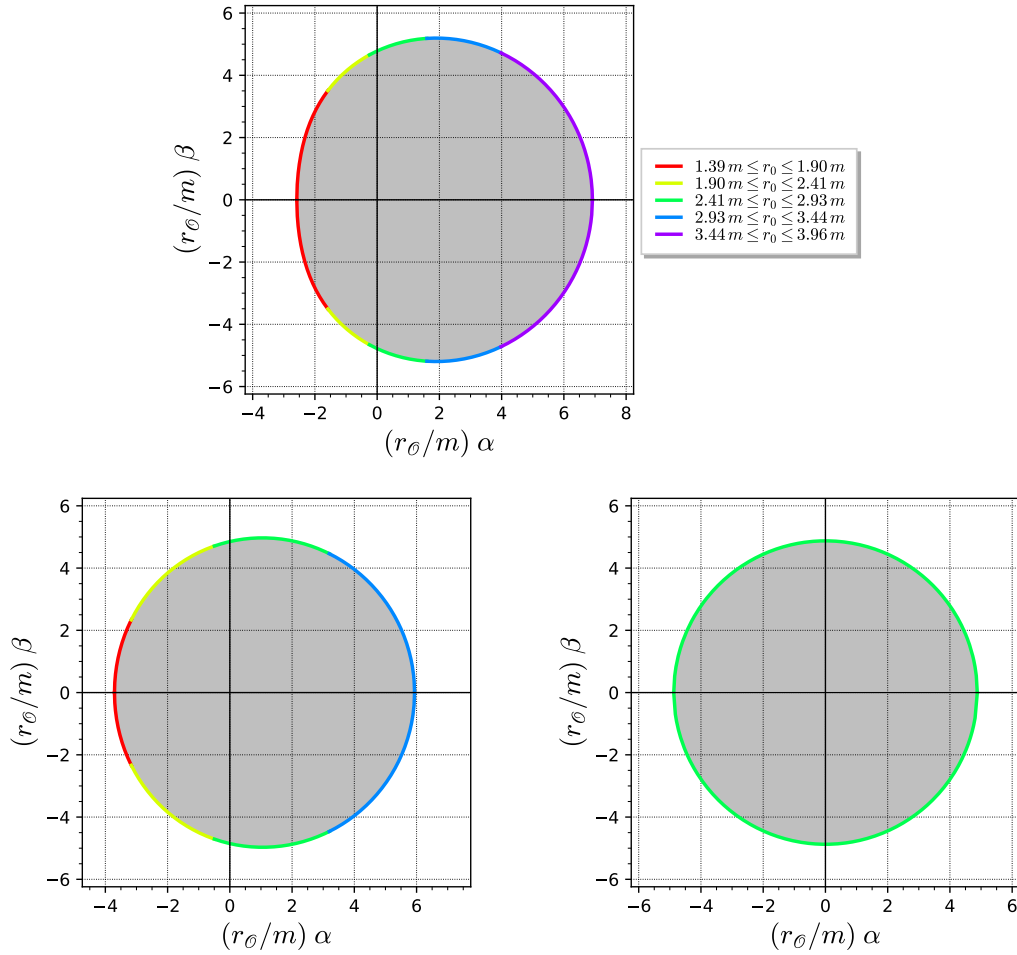 6
4
2
0
−2
−4
−6
−4 −2 0 2 4 6 8
(r𝒪/m) β
(r𝒪/m) α
1.39 m ≤ r₀ ≤ 1.90 m
1.90 m ≤ r₀ ≤ 2.41 m
2.41 m ≤ r₀ ≤ 2.93 m
2.93 m ≤ r₀ ≤ 3.44 m
3.44 m ≤ r₀ ≤ 3.96 m
6
4
2
0
−2
−4
−6
−4 −2 0 2 4 6
(r𝒪/m) β
(r𝒪/m) α
6
4
2
0
−2
−4
−6
−6 −4 −2 0 2 4 6
(r𝒪/m) β
(r𝒪/m) α